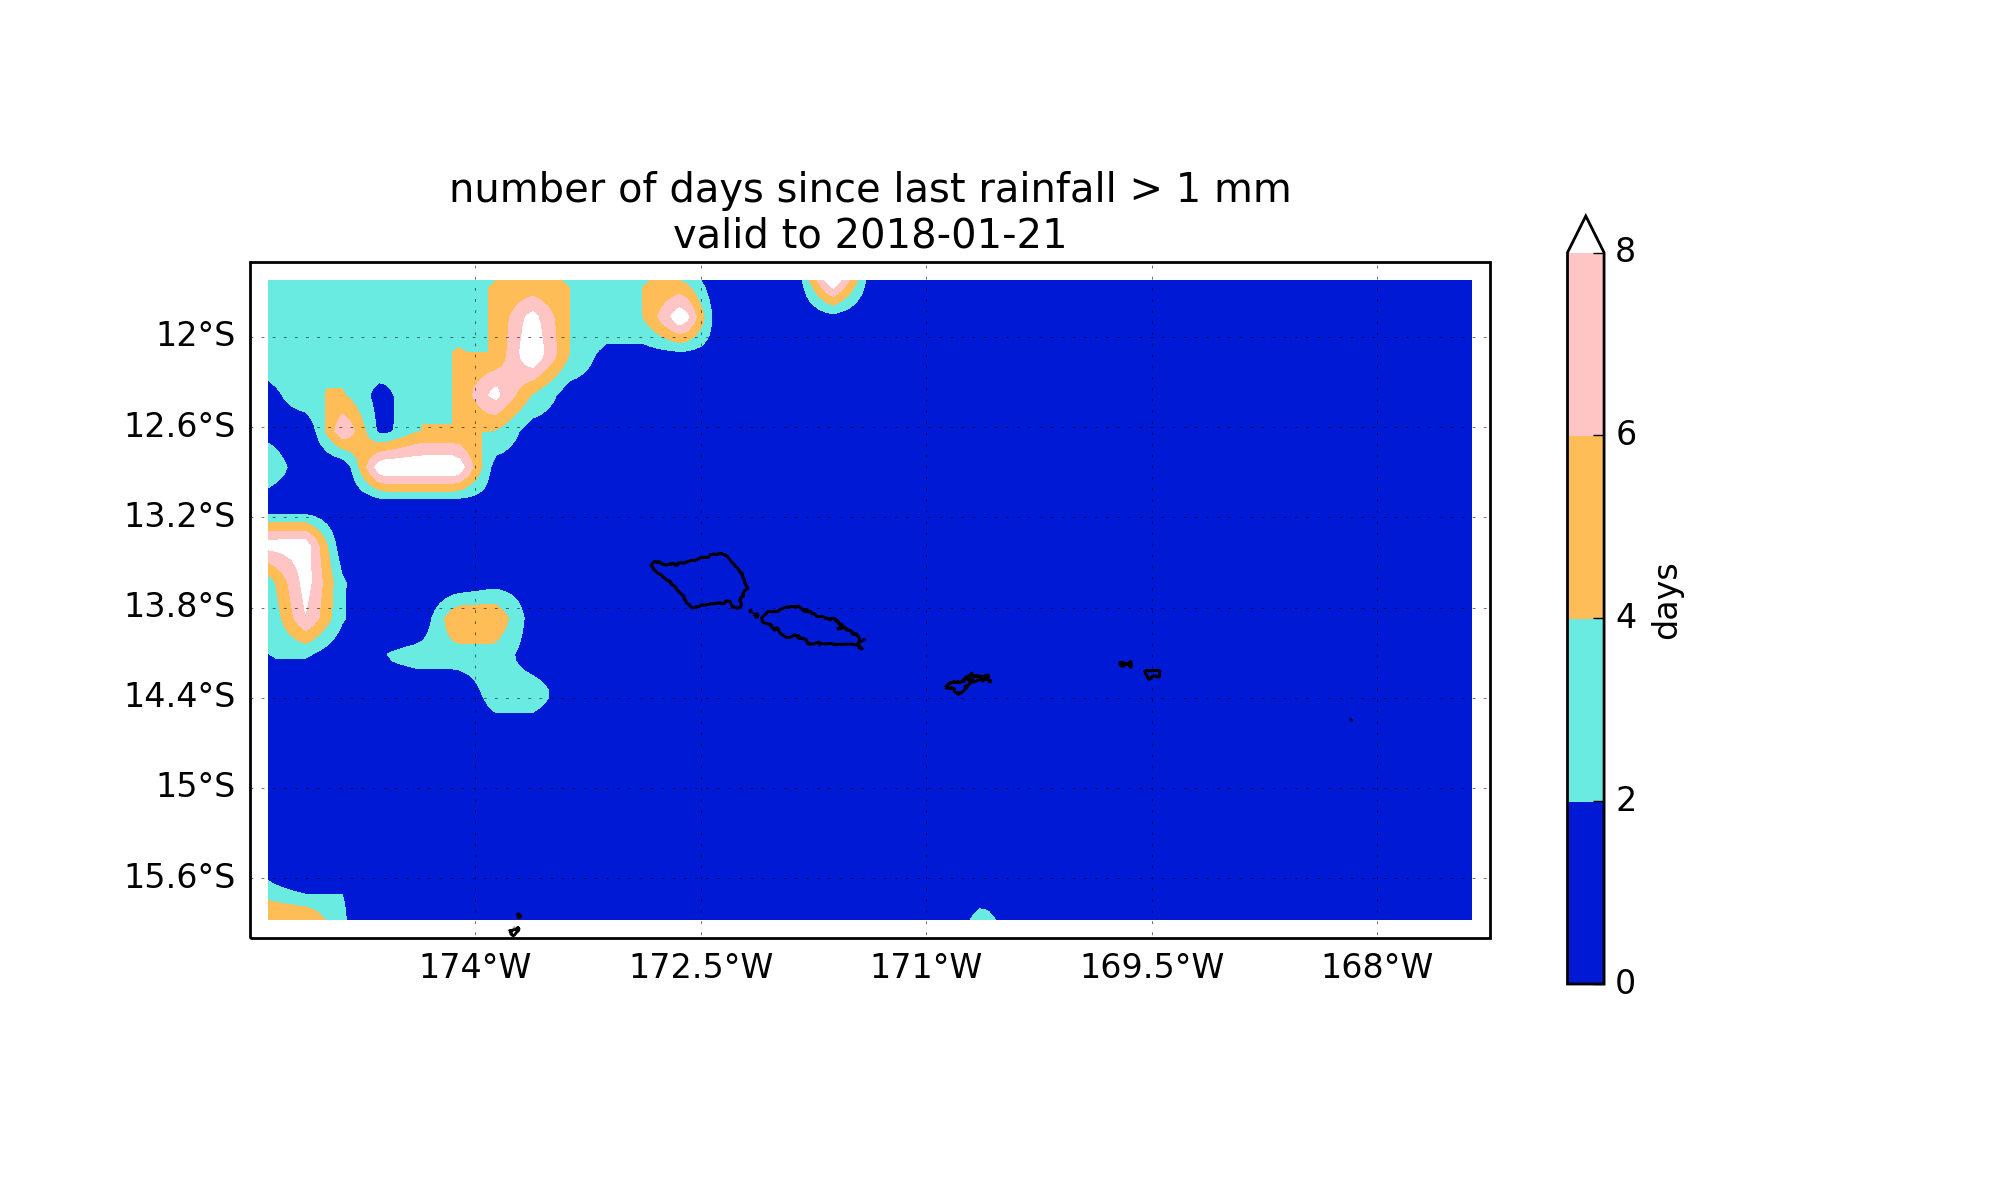 number of days since last rainfall > 1 mm
valid to 2018-01-21
12°S
12.6°S
13.2°S
13.8°S
14.4°S
15°S
15.6°S
174°W
172.5°W
171°W
169.5°W
168°W
8
6
4
2
0
days